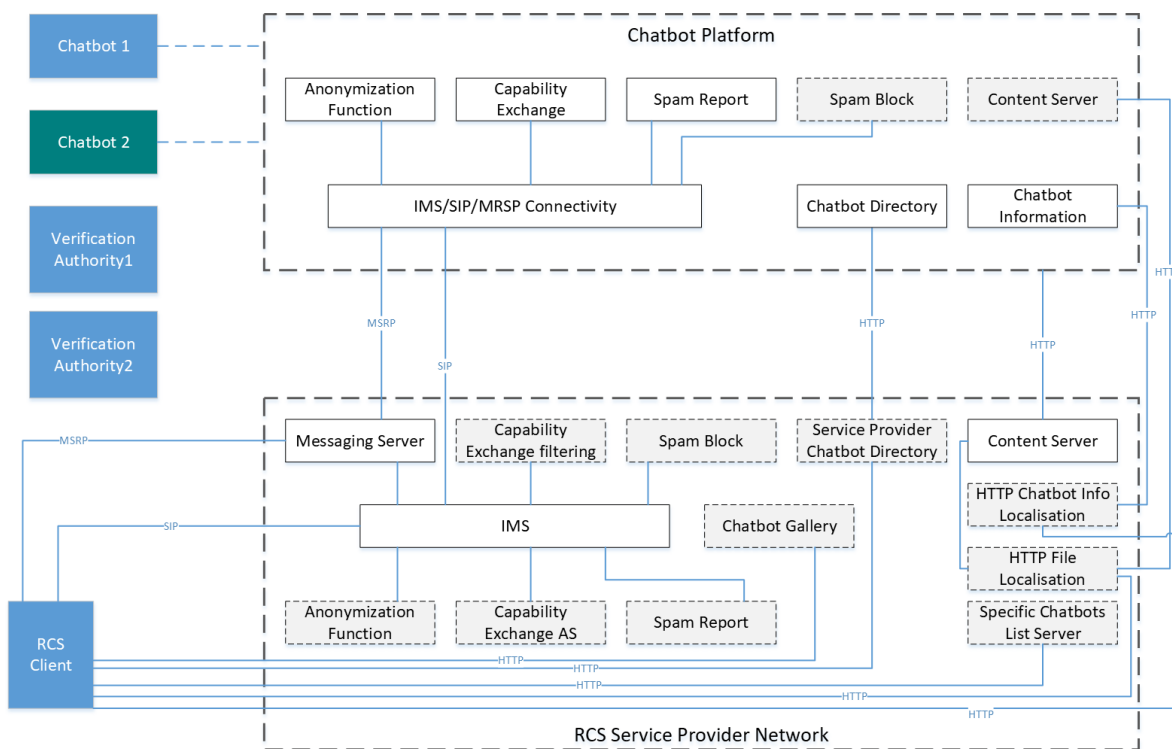 Chatbot Platform
Chatbot 1
Chatbot 2
Verification
Authority1
Verification
Authority2
Anonymization
Function
Capability
Exchange
Spam Report
Spam Block
Content Server
IMS/SIP/MRSP Connectivity
Chatbot Directory
Chatbot
Information
MSRP
SIP
HTTP
HTTP
HTTP
HTT
Messaging Server
Capability
Exchange filtering
Spam Block
Service Provider
Chatbot Directory
Content Server
MSRP
SIP
IMS
Chatbot Gallery
HTTP Chatbot Info
Localisation
HTTP File
Localisation
Anonymization
Function
Capability
Exchange AS
Spam Report
Specific Chatbots
List Server
RCS
Client
HTTP
HTTP
HTTP
HTTP
HTTP
RCS Service Provider Network